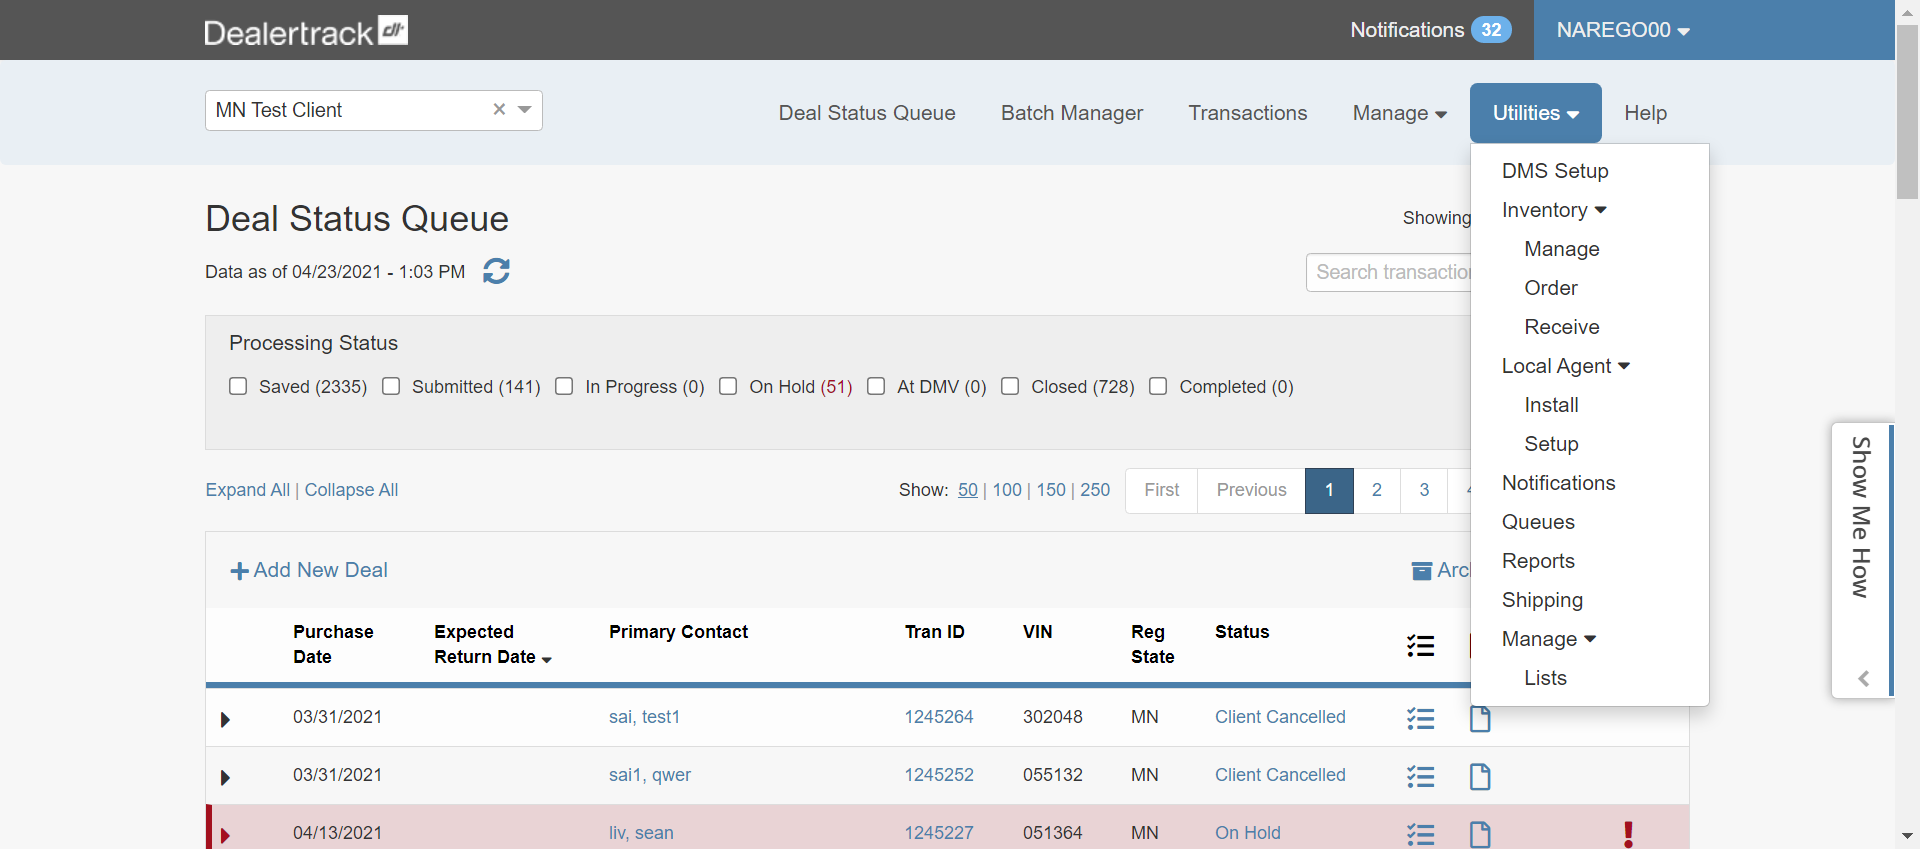 Dealertrack dt
Notifications 32
NAREGO00
MN Test Client
Deal Status Queue Batch Manager Transactions Manage Utilities Help
DMS Setup
Inventory
Manage
Order
Receive
Local Agent
Install
Setup
Notifications
Queues
Reports
Shipping
Manage
Lists
Deal Status Queue
Showing
Data as of 04/23/2021 - 1:03 PM
Search transactio
Processing Status
Saved (2335) Submitted (141) In Progress (0) On Hold (51) At DMV (0) Closed (728) Completed (0)
Expand All | Collapse All
Show: 50 | 100 | 150 | 250 First Previous 1 2 3
Add New Deal
Arc
Purchase Date Expected Return Date Primary Contact Tran ID VIN Reg State Status
03/31/2021 sai, test1 1245264 302048 MN Client Cancelled
03/31/2021 sai1, qwer 1245252 055132 MN Client Cancelled
04/13/2021 liv, sean 1245227 051364 MN On Hold
Show Me How